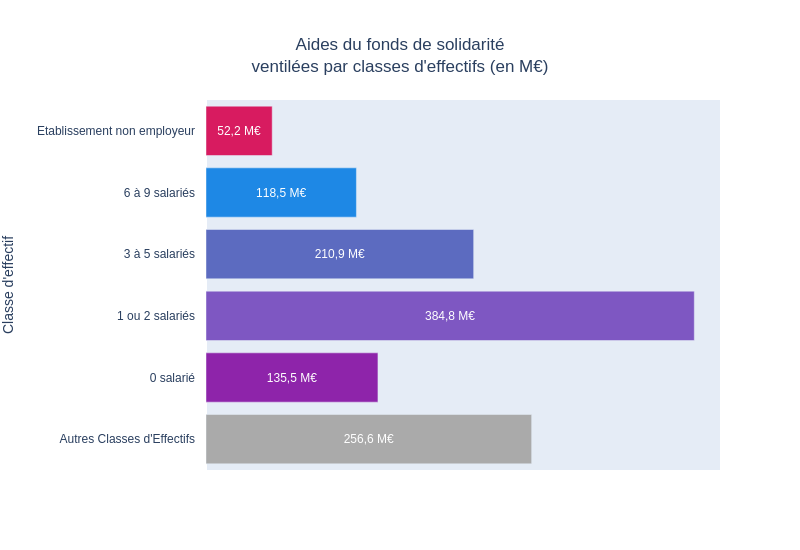 Aides du fonds de solidarité
ventilées par classes d'effectifs (en M€)
Classe d'effectif
Etablissement non employeur
52,2 M€
6 à 9 salariés
118,5 M€
3 à 5 salariés
210,9 M€
1 ou 2 salariés
384,8 M€
0 salarié
135,5 M€
Autres Classes d'Effectifs
256,6 M€